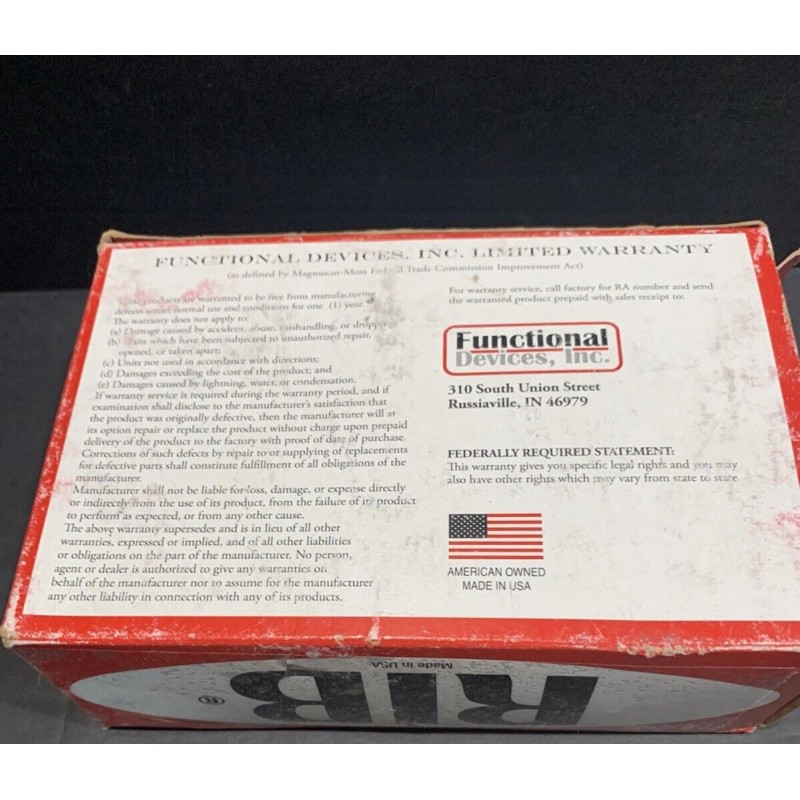 FUNCTIONAL DEVICES, INC. LIMITED WARRANTY
(as defined by Magnuson-Moss Federal Trade Commission Improvement Act)
These products are warranted to be free from manufacturing
defects under normal use and conditions for one (1) year.
The warranty does not apply to:
(a) Damage caused by accident, abuse, mishandling, or dropping
(b) Units which have been subjected to unauthorized repair,
opened, or taken apart;
(c) Units not used in accordance with directions;
(d) Damages exceeding the cost of the product; and
(e) Damages caused by lightning, water, or condensation.
If warranty service is required during the warranty period, and if
examination shall disclose to the manufacturer's satisfaction that
the product was originally defective, then the manufacturer will at
its option repair or replace the product without charge upon prepaid
delivery of the product to the factory with proof of date of purchase.
Corrections of such defects by repair to or supplying of replacements
for defective parts shall constitute fulfillment of all obligations of the
manufacturer.
Manufacturer shall not be liable for loss, damage, or expense directly
or indirectly from the use of its product, from the failure of its product
to perform as expected, or from any other cause.
The above warranty supersedes and is in lieu of all other
warranties, expressed or implied, and of all other liabilities
or obligations on the part of the manufacturer. No person,
agent or dealer is authorized to give any warranties on
behalf of the manufacturer nor to assume for the manufacturer
any other liability in connection with any of its products.
For warranty service, call factory for RA number and send
the warranted product prepaid with sales receipt to:
Functional
Devices, Inc.
310 South Union Street
Russiaville, IN 46979
FEDERALLY REQUIRED STATEMENT:
This warranty gives you specific legal rights and you may
also have other rights which may vary from state to state
AMERICAN OWNED
MADE IN USA
Made in USA
RIB®